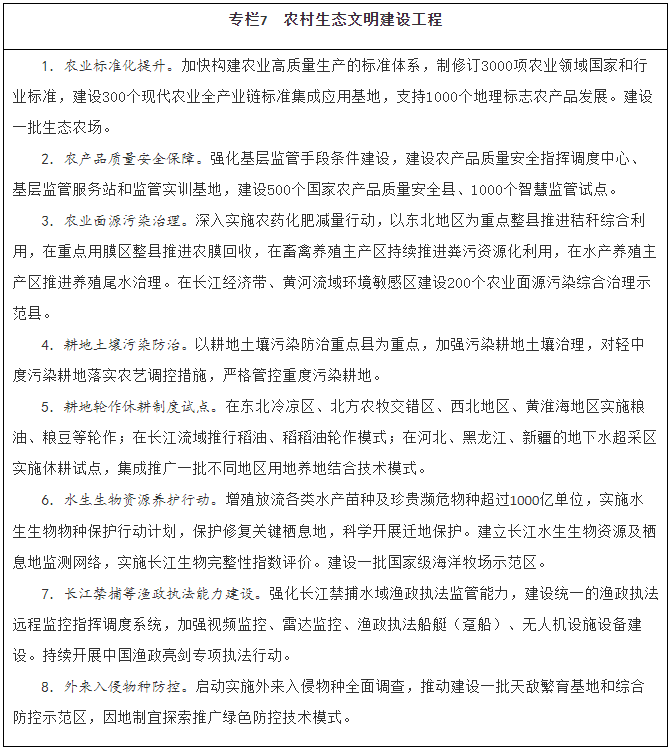 专栏7　农村生态文明建设工程
1. 农业标准化提升。加快构建农业高质量生产的标准体系，制修订3000项农业领域国家和行
业标准，建设300个现代农业全产业链标准集成应用基地，支持1000个地理标志农产品发展。建设
一批生态农场。
2. 农产品质量安全保障。强化基层监管手段条件建设，建设农产品质量安全指挥调度中心、
基层监管服务站和监管实训基地，建设500个国家农产品质量安全县、1000个智慧监管试点。
3. 农业面源污染治理。深入实施农药化肥减量行动，以东北地区为重点整县推进秸秆综合利
用，在重点用膜区整县推进农膜回收，在畜禽养殖主产区持续推进粪污资源化利用，在水产养殖主
产区推进养殖尾水治理。在长江经济带、黄河流域环境敏感区建设200个农业面源污染综合治理示
范县。
4. 耕地土壤污染防治。以耕地土壤污染防治重点县为重点，加强污染耕地土壤治理，对轻中
度污染耕地落实农艺调控措施，严格管控重度污染耕地。
5. 耕地轮作休耕制度试点。在东北冷凉区、北方农牧交错区、西北地区、黄淮海地区实施粮
油、粮豆等轮作；在长江流域推行稻油、稻稻油轮作模式；在河北、黑龙江、新疆的地下水超采区
实施休耕试点，集成推广一批不同地区用地养地结合技术模式。
6. 水生生物资源养护行动。增殖放流各类水产苗种及珍贵濒危物种超过1000亿单位，实施水
生生物物种保护行动计划，保护修复关键栖息地，科学开展迁地保护。建立长江水生生物资源及栖
息地监测网络，实施长江生物完整性指数评价。建设一批国家级海洋牧场示范区。
7. 长江禁捕等渔政执法能力建设。强化长江禁捕水域渔政执法监管能力，建设统一的渔政执法
远程监控指挥调度系统，加强视频监控、雷达监控、渔政执法船艇（趸船）、无人机设施设备建
设。持续开展中国渔政亮剑专项执法行动。
8. 外来入侵物种防控。启动实施外来入侵物种全面调查，推动建设一批天敌繁育基地和综合
防控示范区，因地制宜探索推广绿色防控技术模式。